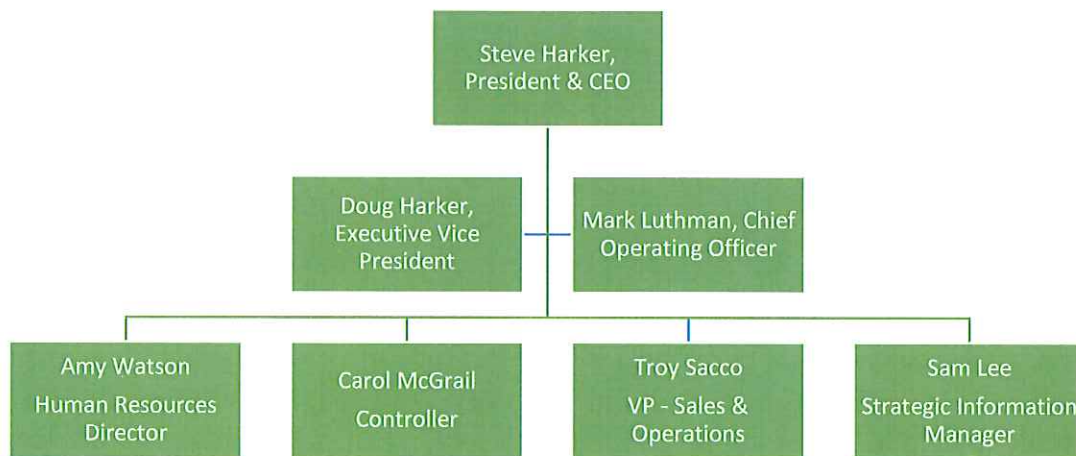 Steve Harker,
President & CEO
Doug Harker,
Executive Vice
President
Mark Luthman, Chief
Operating Officer
Amy Watson
Human Resources
Director
Carol McGrail
Controller
Troy Sacco
VP - Sales &
Operations
Sam Lee
Strategic Information
Manager